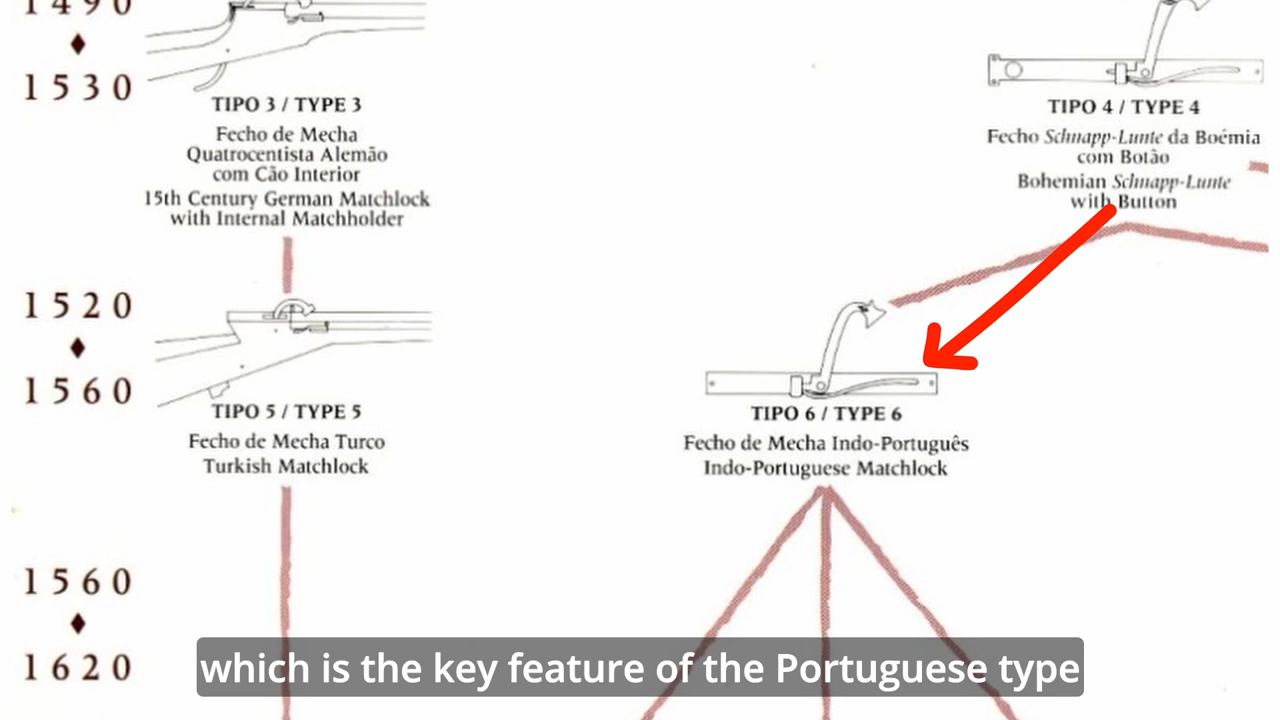 1490
1530
TIPO 3 / TYPE 3
Fecho de Mecha
Quatrocentista Alemão
com Cão Interior
15th Century German Matchlock
with Internal Matchholder
TIPO 4 / TYPE 4
Fecho Schnapp-Lunte da Boémia
com Botão
Bohemian Schnapp-Lunte
with Button
1520
1560
TIPO 5 / TYPE 5
Fecho de Mecha Turco
Turkish Matchlock
TIPO 6 / TYPE 6
Fecho de Mecha Indo-Português
Indo-Portuguese Matchlock
1560
1620
which is the key feature of the Portuguese type